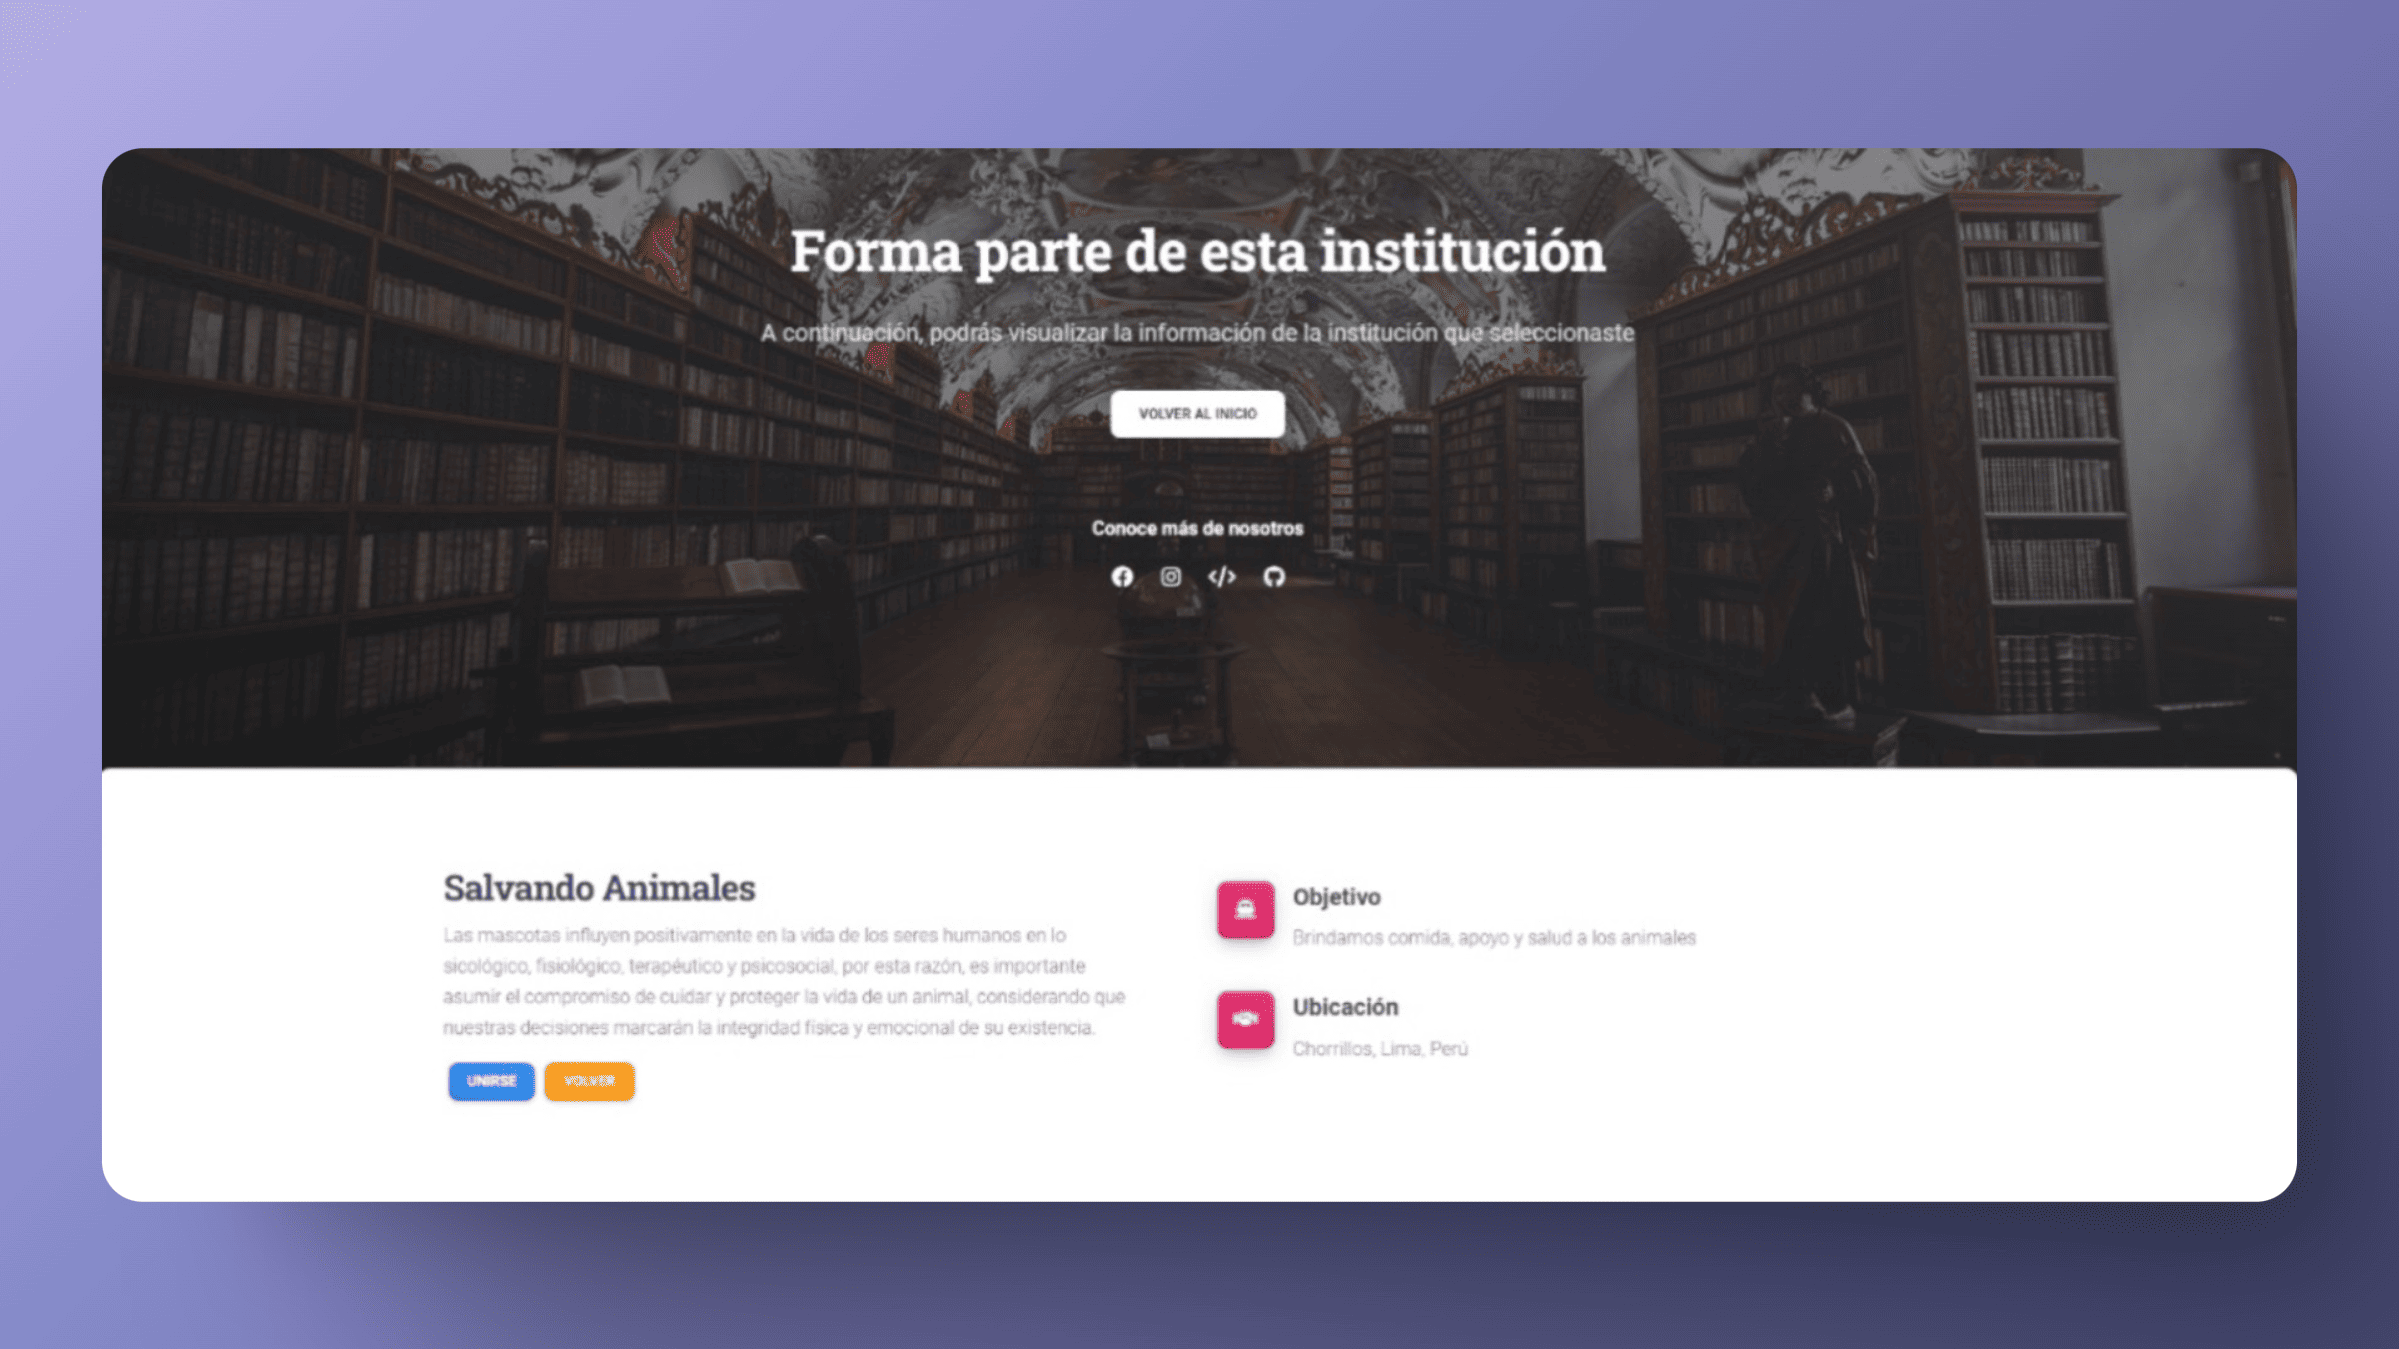 Forma parte de esta institución
A continuación, podrás visualizar la información de la institución que seleccionaste
VOLVER AL INICIO
Conoce más de nosotros
Salvando Animales
Las mascotas influyen positivamente en la vida de los seres humanos en lo
sicológico, fisiológico, terapéutico y psicosocial, por esta razón, es importante
asumir el compromiso de cuidar y proteger la vida de un animal, considerando que
nuestras decisiones marcarán la integridad física y emocional de su existencia.
UNIRSE VOLVER
Objetivo
Brindamos comida, apoyo y salud a los animales
Ubicación
Chorrillos, Lima, Perú